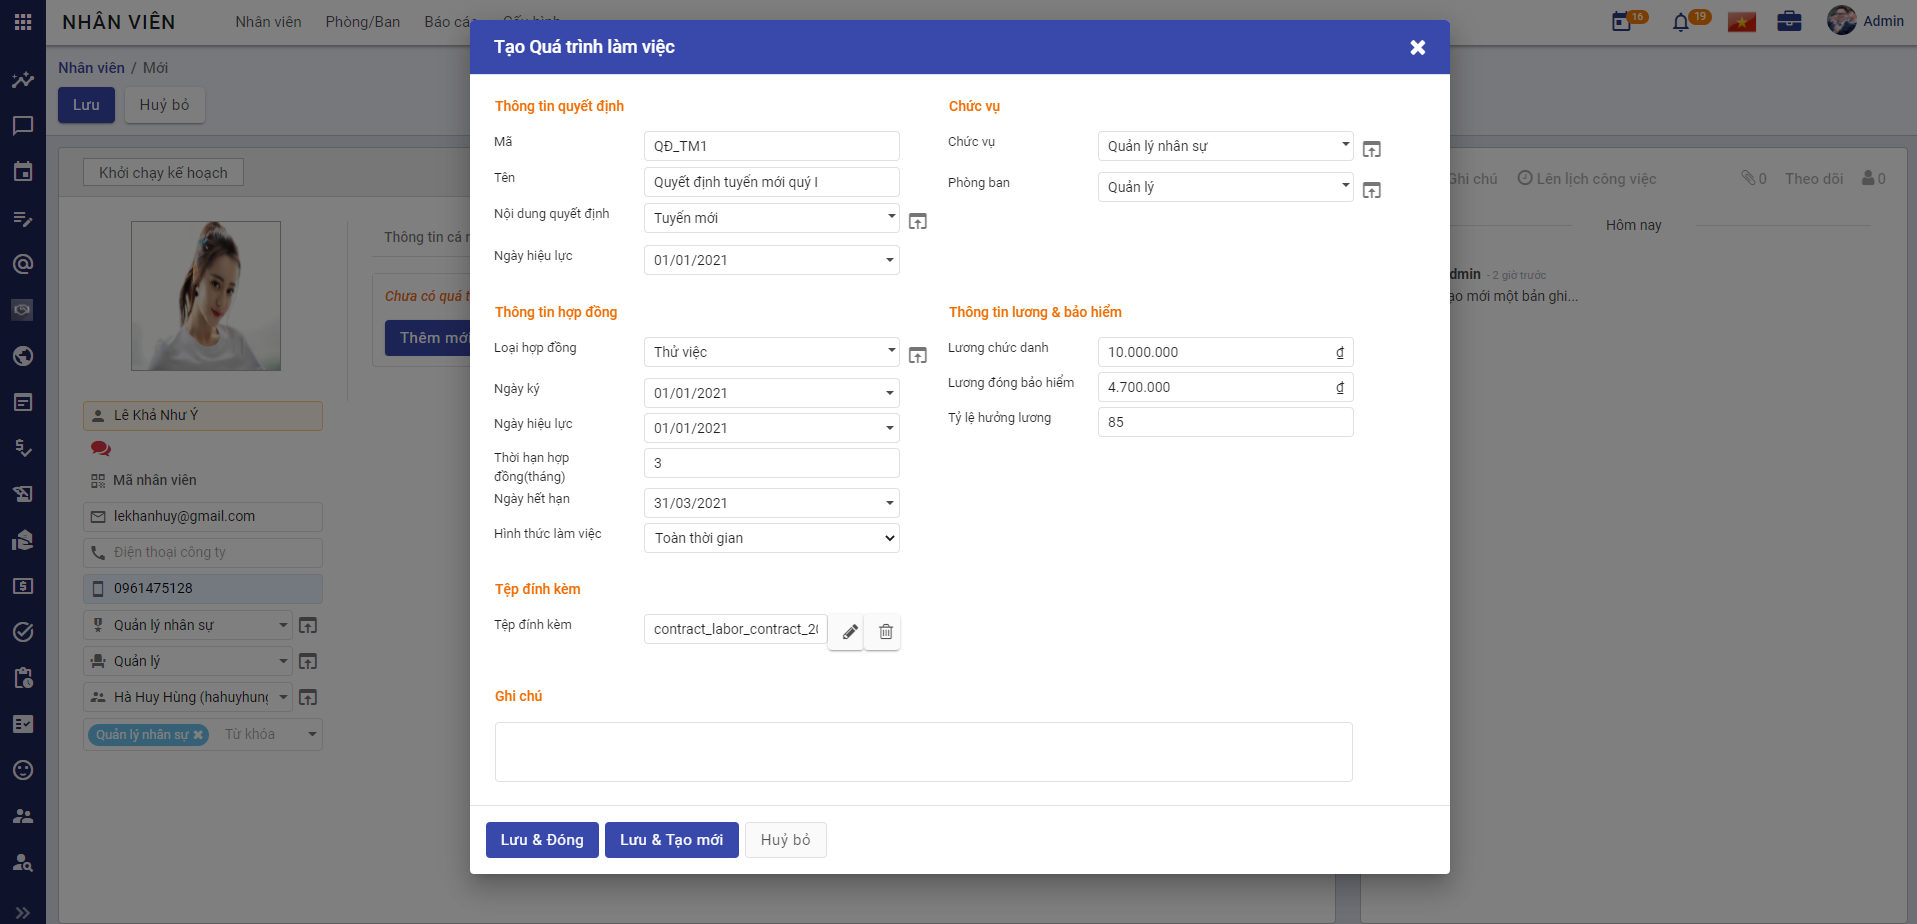 NHÂN VIÊN
Nhân viên
Phòng/Ban
Báo cáo
Cấu hình
16
19
Admin
Nhân viên / Mới
Lưu
Huỷ bỏ
Khởi chạy kế hoạch
Thông tin cá
Chưa có quá
Thêm mới
Lê Khả Như Ý
Mã nhân viên
lekhanhuy@gmail.com
Điện thoại công ty
0961475128
Quản lý nhân sự
Quản lý
Hà Huy Hùng (hahuyhung
Quản lý nhân sự
Từ khóa
Tạo Quá trình làm việc
Thông tin quyết định
Mã
QĐ_TM1
Tên
Quyết định tuyển mới quý I
Nội dung quyết định
Tuyển mới
Ngày hiệu lực
01/01/2021
Chức vụ
Chức vụ
Quản lý nhân sự
Phòng ban
Quản lý
Thông tin hợp đồng
Loại hợp đồng
Thử việc
Ngày ký
01/01/2021
Ngày hiệu lực
01/01/2021
Thời hạn hợp
đồng(tháng)
3
Ngày hết hạn
31/03/2021
Hình thức làm việc
Toàn thời gian
Thông tin lương & bảo hiểm
Lương chức danh
10.000.000 ₫
Lương đóng bảo hiểm
4.700.000 ₫
Tỷ lệ hưởng lương
85
Tệp đính kèm
Tệp đính kèm
contract_labor_contract_20
Ghi chú
Lưu & Đóng
Lưu & Tạo mới
Huỷ bỏ
Ghi chú
Lên lịch công việc
0
Theo dõi
0
Hôm nay
dmin - 2 giờ trước
ạo mới một bản ghi...